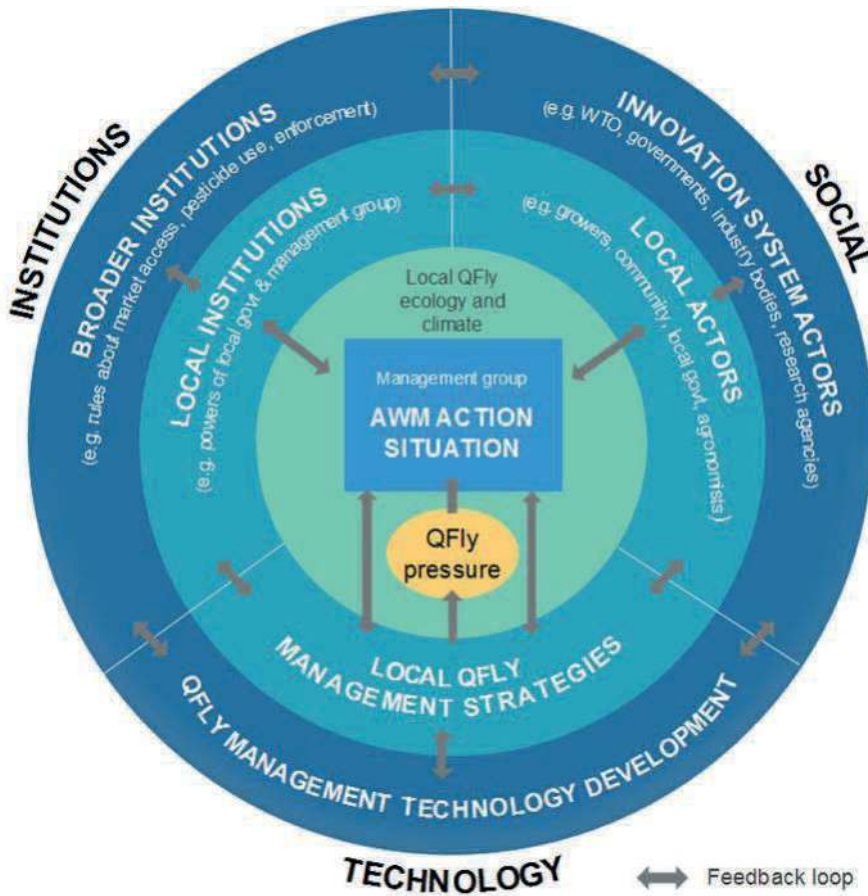 INSTITUTIONS
BROADER INSTITUTIONS
(e.g. rules about market access, pesticide use, enforcement)
LOCAL INSTITUTIONS
(e.g. powers of local govt & management group)
SOCIAL
INNOVATION SYSTEM ACTORS
(e.g. WTO, governments, industry bodies, research agencies)
LOCAL ACTORS
(e.g. growers, community, local govt, agronomists)
Local QFly
ecology and
climate
Management group
AWM ACTION
SITUATION
QFly
pressure
LOCAL QFLY
MANAGEMENT STRATEGIES
QFLY MANAGEMENT TECHNOLOGY DEVELOPMENT
TECHNOLOGY
Feedback loop